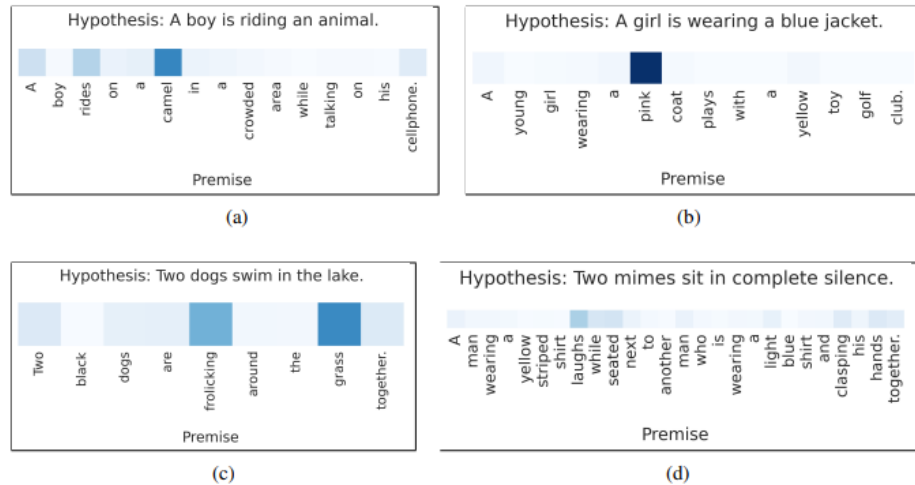 Hypothesis: A boy is riding an animal.
A boy rides on a camel in a crowded area while talking on his cellphone.
Premise
(a)
Hypothesis: A girl is wearing a blue jacket.
A young girl wearing a pink coat plays with a yellow toy golf club.
Premise
(b)
Hypothesis: Two dogs swim in the lake.
Two black dogs are frolicking around the grass together.
Premise
(c)
Hypothesis: Two mimes sit in complete silence.
A man wearing a yellow striped shirt laughs while seated next to another man who is wearing a light blue shirt and clasping his hands together.
Premise
(d)